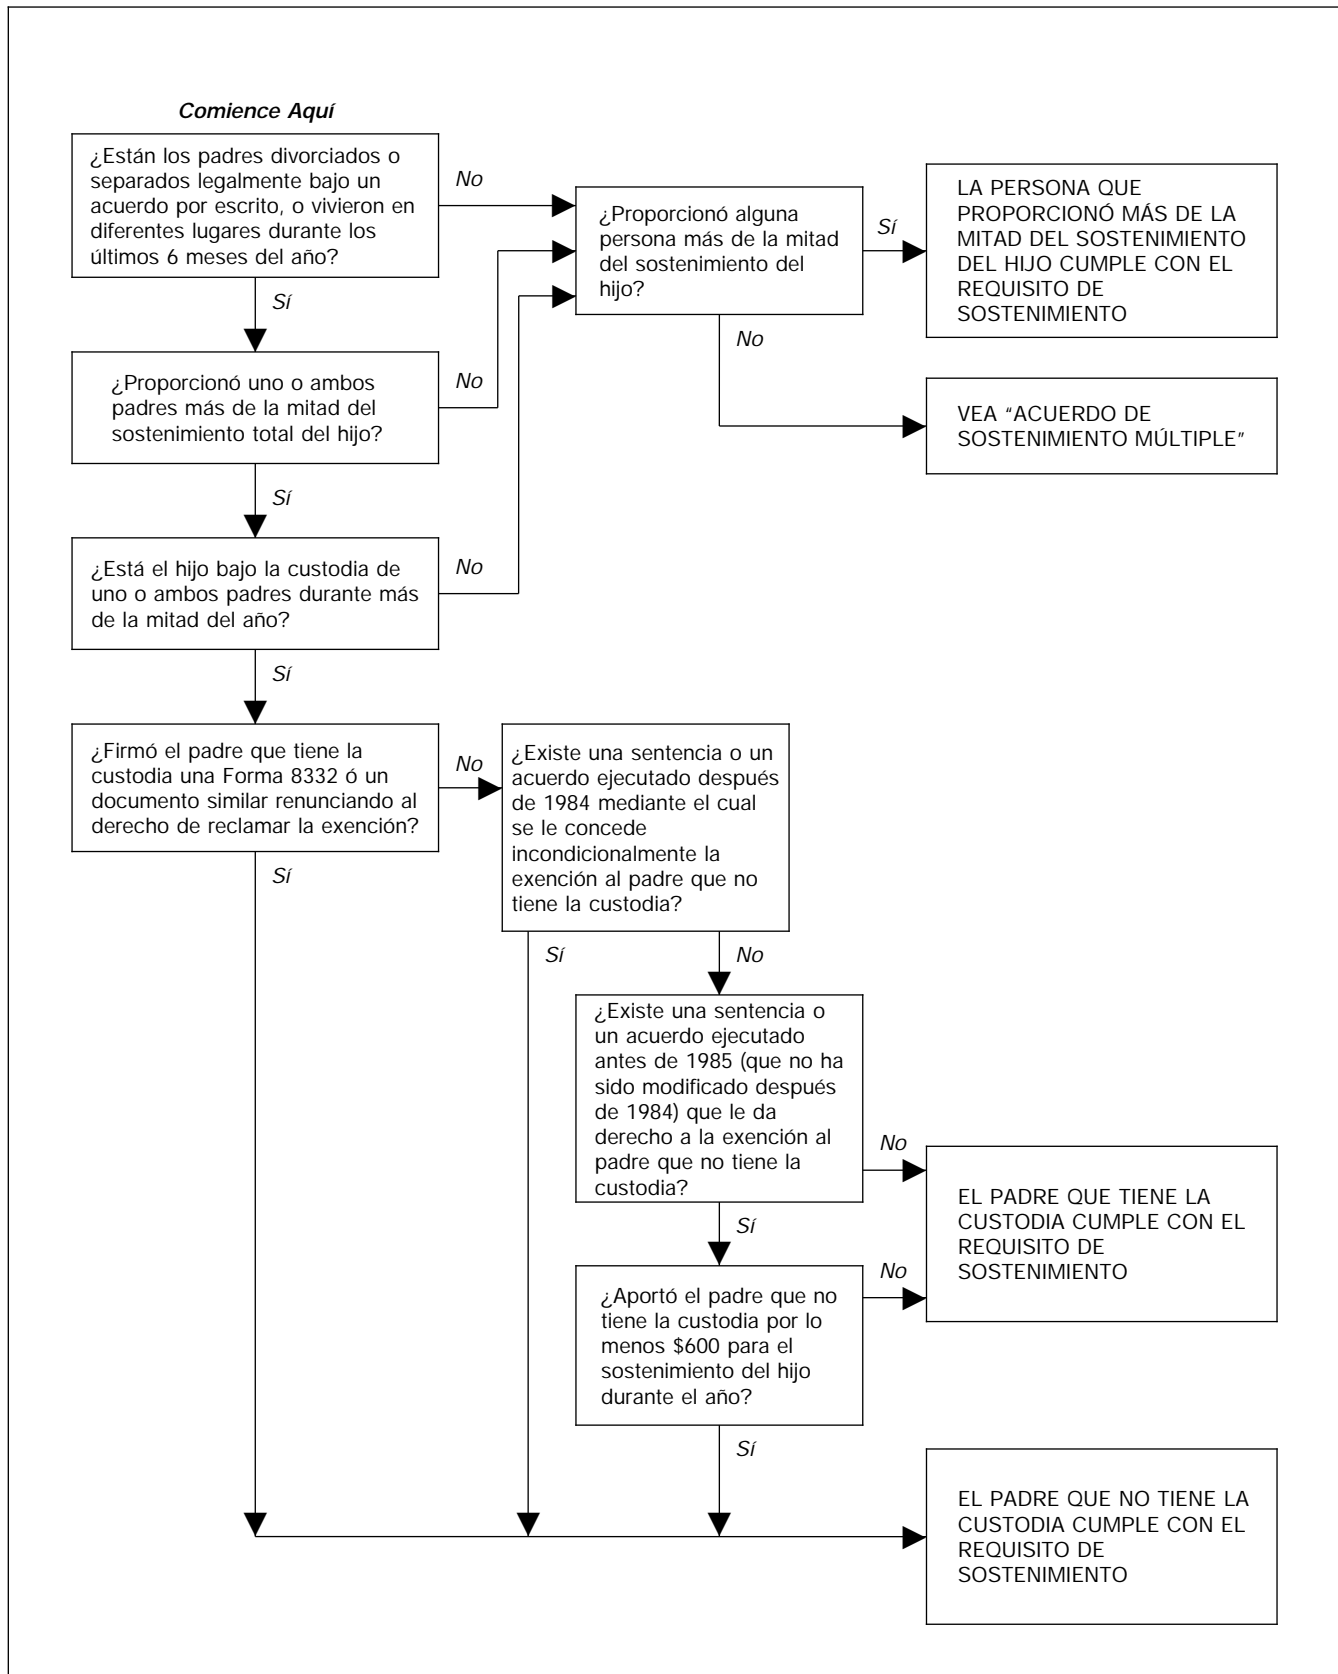 Comience Aquí
¿Están los padres divorciados o
separados legalmente bajo un
acuerdo por escrito, o vivieron en
diferentes lugares durante los
últimos 6 meses del año?
No
Sí
¿Proporcionó alguna
persona más de la mitad
del sostenimiento del
hijo?
Sí
No
LA PERSONA QUE
PROPORCIONÓ MÁS DE LA
MITAD DEL SOSTENIMIENTO
DEL HIJO CUMPLE CON EL
REQUISITO DE
SOSTENIMIENTO
VEA “ACUERDO DE
SOSTENIMIENTO MÚLTIPLE”
¿Proporcionó uno o ambos
padres más de la mitad del
sostenimiento total del hijo?
No
Sí
¿Está el hijo bajo la custodia de
uno o ambos padres durante más
de la mitad del año?
No
Sí
¿Firmó el padre que tiene la
custodia una Forma 8332 ó un
documento similar renunciando al
derecho de reclamar la exención?
No
Sí
¿Existe una sentencia o un
acuerdo ejecutado después
de 1984 mediante el cual
se le concede
incondicionalmente la
exención al padre que no
tiene la custodia?
Sí
No
¿Existe una sentencia o
un acuerdo ejecutado
antes de 1985 (que no ha
sido modificado después
de 1984) que le da
derecho a la exención al
padre que no tiene la
custodia?
No
Sí
EL PADRE QUE TIENE LA
CUSTODIA CUMPLE CON EL
REQUISITO DE
SOSTENIMIENTO
¿Aportó el padre que no
tiene la custodia por lo
menos $600 para el
sostenimiento del hijo
durante el año?
No
Sí
EL PADRE QUE NO TIENE LA
CUSTODIA CUMPLE CON EL
REQUISITO DE
SOSTENIMIENTO